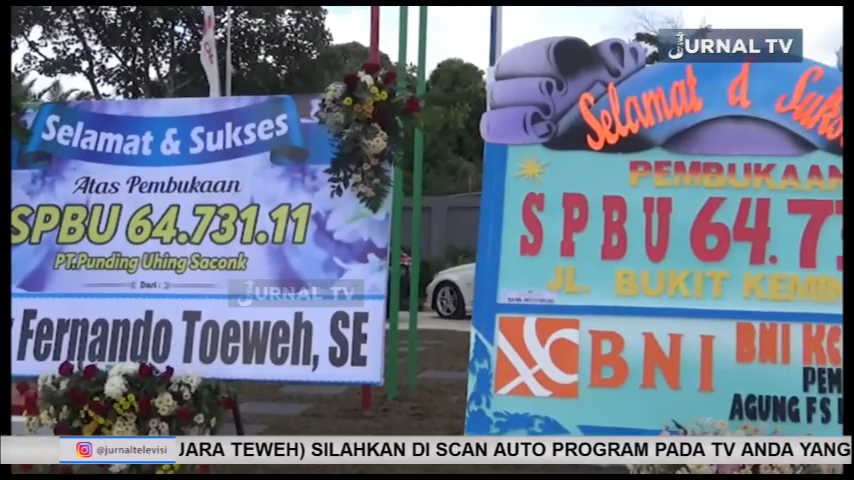 JURNAL TV
Selamat & Sukses
Atas Pembukaan
SPBU 64.731.11
PT.Punding Uhing Saconk
Dari :
Fernando Toeweh, SE
JURNAL TV
Selamat & Sukses
PEMBUKAAN
SPBU 64.7
JL. BUKIT KEMIN
BNI BNI KC
PEM
AGUNG FS
@jurnaltelevisi
JARA TEWEH) SILAHKAN DI SCAN AUTO PROGRAM PADA TV ANDA YANG